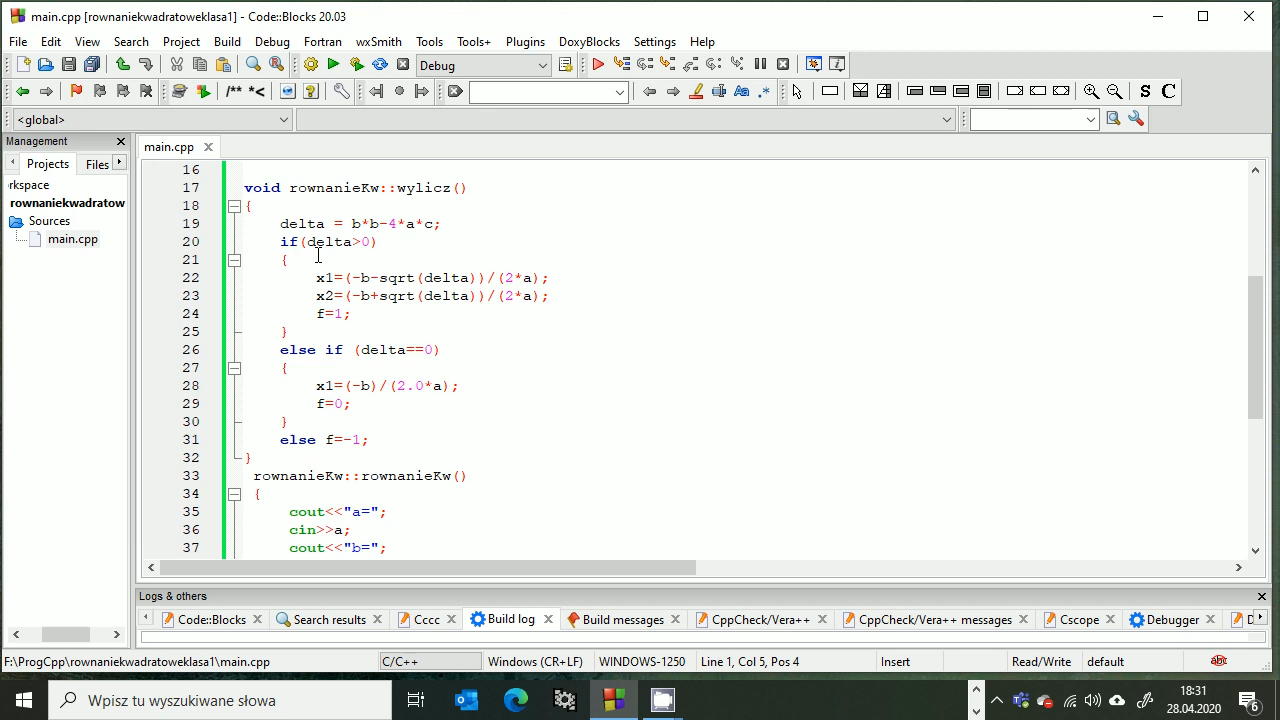 main.cpp [rownaniekwadratoweklasa1] - Code::Blocks 20.03
File Edit View Search Project Build Debug Fortran wxSmith Tools Tools+ Plugins DoxyBlocks Settings Help
Debug
/** *<
Aa .* S C
<global>
Management
main.cpp
Projects Files
rkspace
rownaniekwadratow
Sources
main.cpp
16
17 void rownanieKw::wylicz()
18 {
19 delta = b*b-4*a*c;
20 if(delta>0)
21 {
22 x1=(-b-sqrt(delta))/(2*a);
23 x2=(-b+sqrt(delta))/(2*a);
24 f=1;
25 }
26 else if (delta==0)
27 {
28 x1=(-b)/(2.0*a);
29 f=0;
30 }
31 else f=-1;
32 }
33 rownanieKw::rownanieKw()
34 {
35 cout<<"a=";
36 cin>>a;
37 cout<<"b=";
Logs & others
Code::Blocks Search results Cccc Build log Build messages CppCheck/Vera++ CppCheck/Vera++ messages Cscope Debugger D
F:\ProgCpp\rownaniekwadratoweklasa1\main.cpp C/C++ Windows (CR+LF) WINDOWS-1250 Line 1, Col 5, Pos 4 Insert Read/Write default abc
Wpisz tu wyszukiwane słowa
18:31
28.04.2020
6